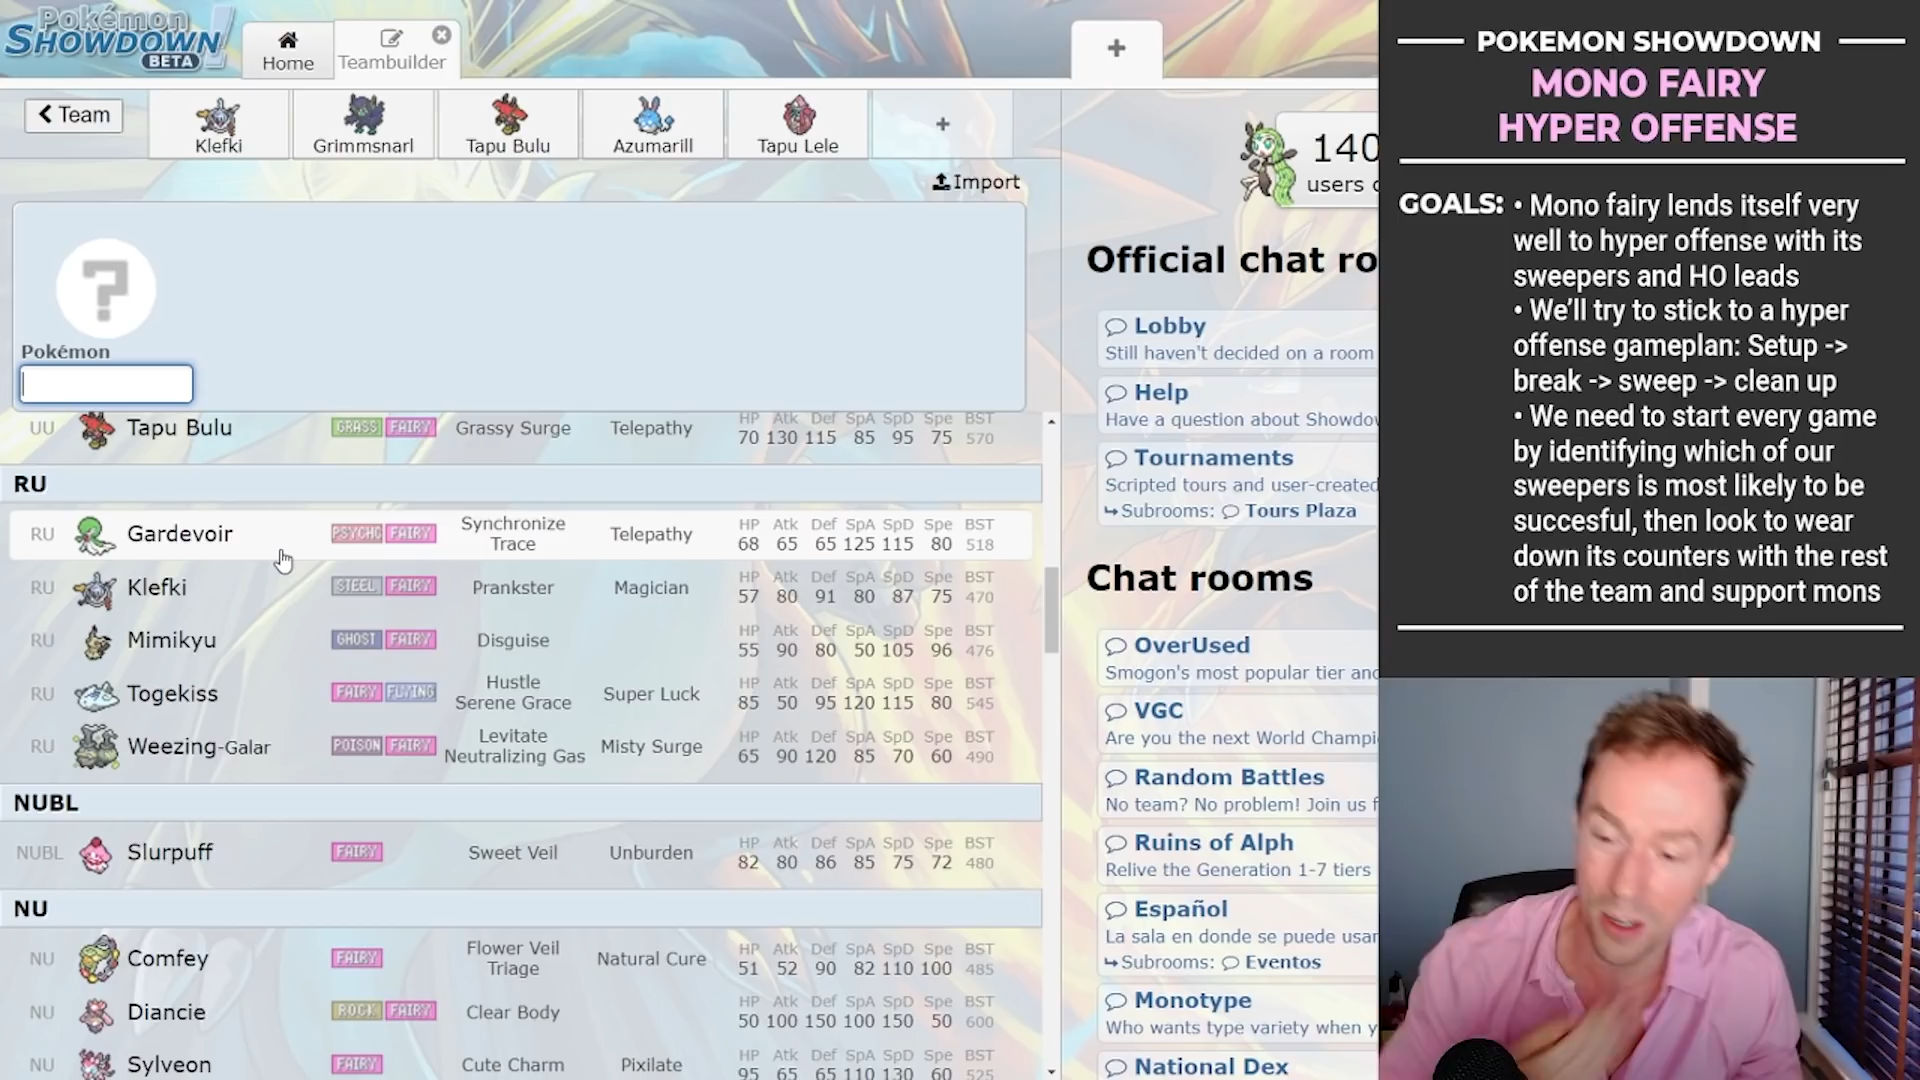 Pokémon
SHOWDOWN!
BETA
Home
Teambuilder
Team
Klefki
Grimmsnarl
Tapu Bulu
Azumarill
Tapu Lele
Import
Pokémon
UU Tapu Bulu GRASS FAIRY Grassy Surge Telepathy HP 70 Atk 130 Def 115 SpA 85 SpD 95 Spe 75 BST 570
RU
RU Gardevoir PSYCHC FAIRY Synchronize Trace Telepathy HP 68 Atk 65 Def 65 SpA 125 SpD 115 Spe 80 BST 518
RU Klefki STEEL FAIRY Prankster Magician HP 57 Atk 80 Def 91 SpA 80 SpD 87 Spe 75 BST 470
RU Mimikyu GHOST FAIRY Disguise HP 55 Atk 90 Def 80 SpA 50 SpD 105 Spe 96 BST 476
RU Togekiss FAIRY FLYING Hustle Serene Grace Super Luck HP 85 Atk 50 Def 95 SpA 120 SpD 115 Spe 80 BST 545
RU Weezing-Galar POISON FAIRY Levitate Neutralizing Gas Misty Surge HP 65 Atk 90 Def 120 SpA 85 SpD 70 Spe 60 BST 490
NUBL
NUBL Slurpuff FAIRY Sweet Veil Unburden HP 82 Atk 80 Def 86 SpA 85 SpD 75 Spe 72 BST 480
NU
NU Comfey FAIRY Flower Veil Triage Natural Cure HP 51 Atk 52 Def 90 SpA 82 SpD 110 Spe 100 BST 485
NU Diancie ROCK FAIRY Clear Body HP 50 Atk 100 Def 150 SpA 100 SpD 150 Spe 50 BST 600
NU Sylveon FAIRY Cute Charm Pixilate HP 95 Atk 65 Def 65 SpA 110 SpD 130 Spe 60 BST 525
140
users o
Official chat ro
Lobby
Still haven't decided on a room
Help
Have a question about Showdow
Tournaments
Scripted tours and user-created
Subrooms: Tours Plaza
Chat rooms
OverUsed
Smogon's most popular tier and
VGC
Are you the next World Champi
Random Battles
No team? No problem! Join us f
Ruins of Alph
Relive the Generation 1-7 tiers
Español
La sala en donde se puede usar
Subrooms: Eventos
Monotype
Who wants type variety when y
National Dex
POKEMON SHOWDOWN
MONO FAIRY
HYPER OFFENSE
GOALS: • Mono fairy lends itself very
well to hyper offense with its
sweepers and HO leads
• We'll try to stick to a hyper
offense gameplan: Setup ->
break -> sweep -> clean up
• We need to start every game
by identifying which of our
sweepers is most likely to be
succesful, then look to wear
down its counters with the rest
of the team and support mons